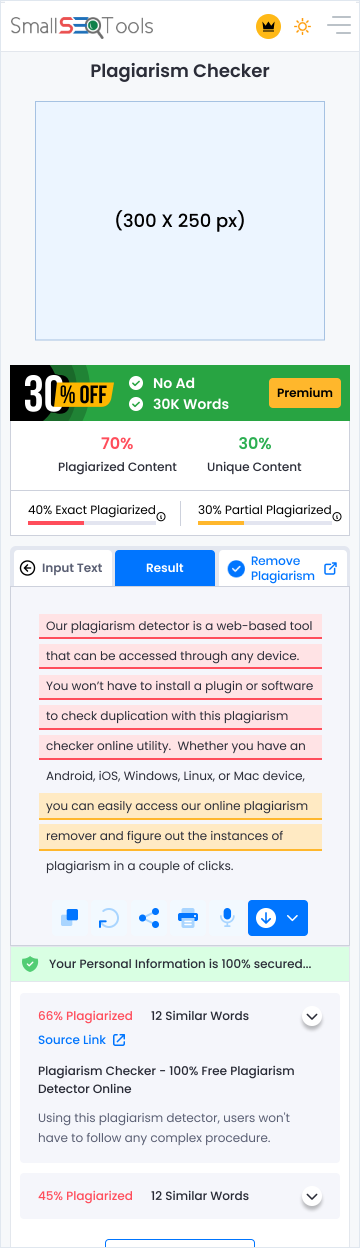 SmallSEOTools
Plagiarism Checker
(300 X 250 px)
30% OFF
No Ad
30K Words
Premium
70%
30%
Plagiarized Content
Unique Content
40% Exact Plagiarized
30% Partial Plagiarized
Input Text
Result
Remove
Plagiarism
Our plagiarism detector is a web-based tool
that can be accessed through any device.
You won’t have to install a plugin or software
to check duplication with this plagiarism
checker online utility.  Whether you have an
Android, iOS, Windows, Linux, or Mac device,
you can easily access our online plagiarism
remover and figure out the instances of
plagiarism in a couple of clicks.
Your Personal Information is 100% secured...
66% Plagiarized 12 Similar Words
Source Link
Plagiarism Checker - 100% Free Plagiarism
Detector Online
Using this plagiarism detector, users won't
have to follow any complex procedure.
45% Plagiarized 12 Similar Words